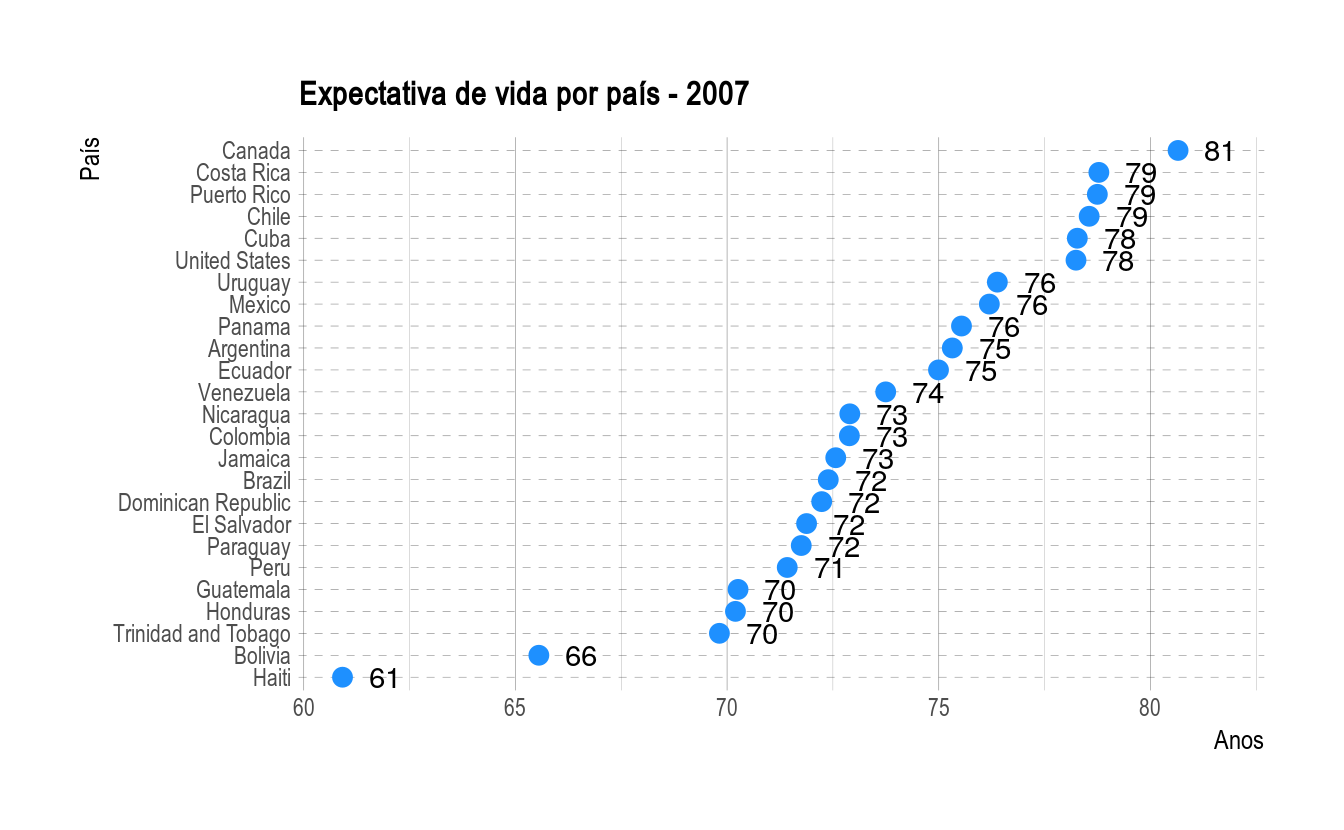 Expectativa de vida por país - 2007
País
Canada 81
Costa Rica 79
Puerto Rico 79
Chile 79
Cuba 78
United States 78
Uruguay 76
Mexico 76
Panama 76
Argentina 75
Ecuador 75
Venezuela 74
Nicaragua 73
Colombia 73
Jamaica 73
Brazil 72
Dominican Republic 72
El Salvador 72
Paraguay 72
Peru 71
Guatemala 70
Honduras 70
Trinidad and Tobago 70
Bolivia 66
Haiti 61
60 65 70 75 80
Anos